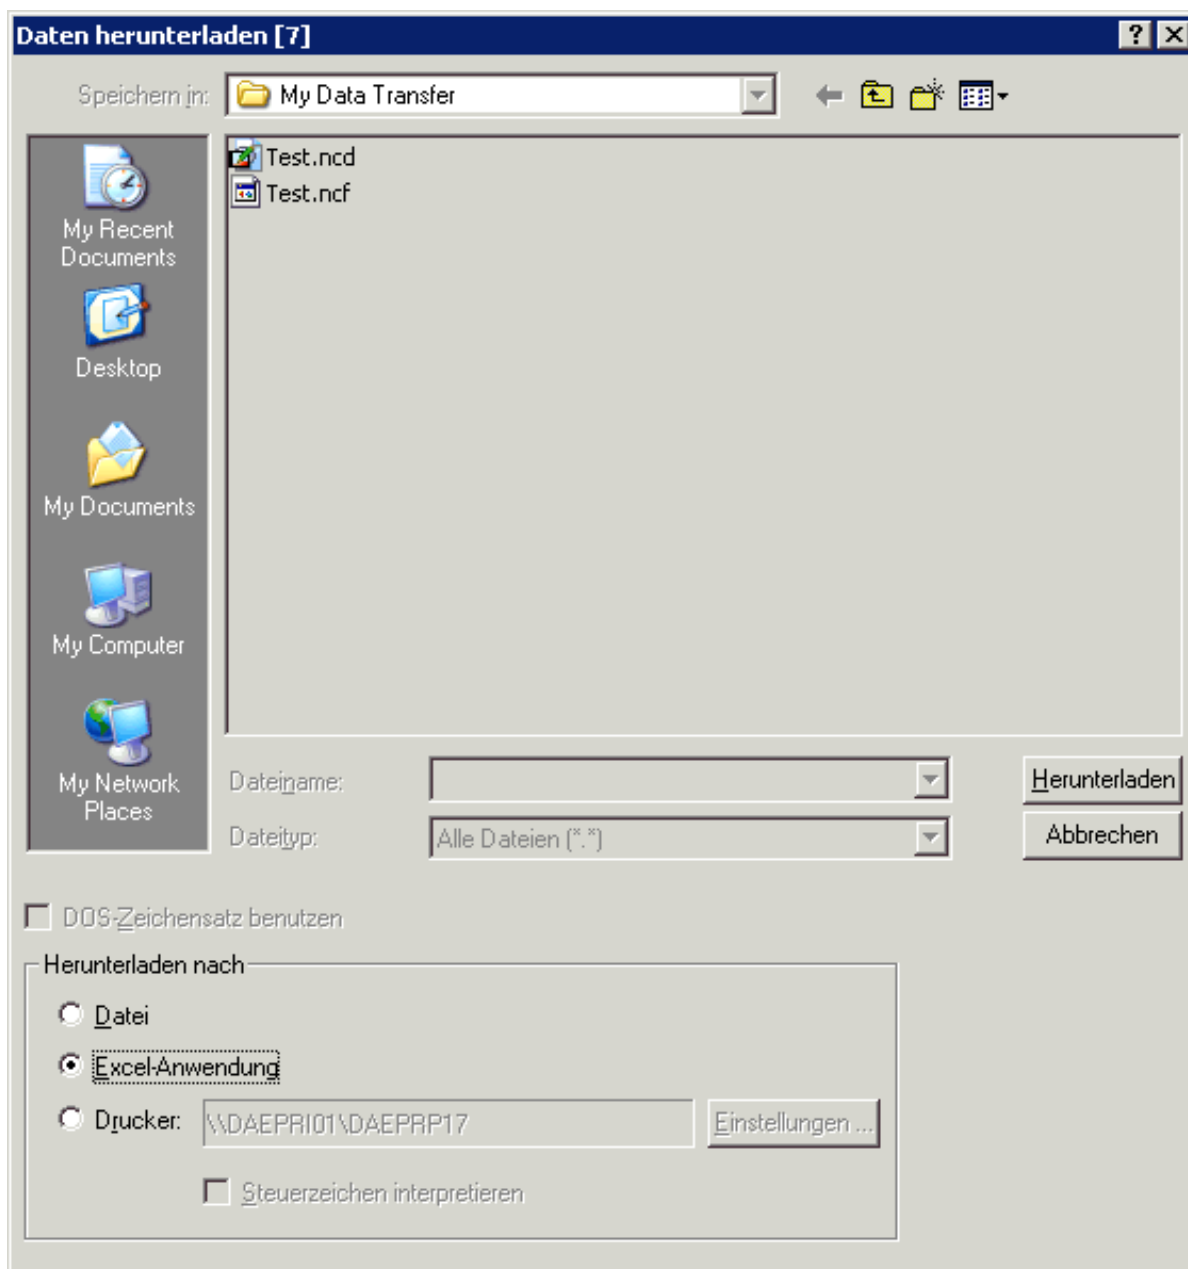 Daten herunterladen [7]
Speichern in:
My Data Transfer
Test.ncd
Test.ncf
My Recent
Documents
Desktop
My Documents
My Computer
My Network
Places
Dateiname:
Herunterladen
Dateityp:
Alle Dateien (*.*)
Abbrechen
DOS-Zeichensatz benutzen
Herunterladen nach
Datei
Excel-Anwendung
Drucker:
\\DAEPRI01\DAEPRP17
Einstellungen ...
Steuerzeichen interpretieren